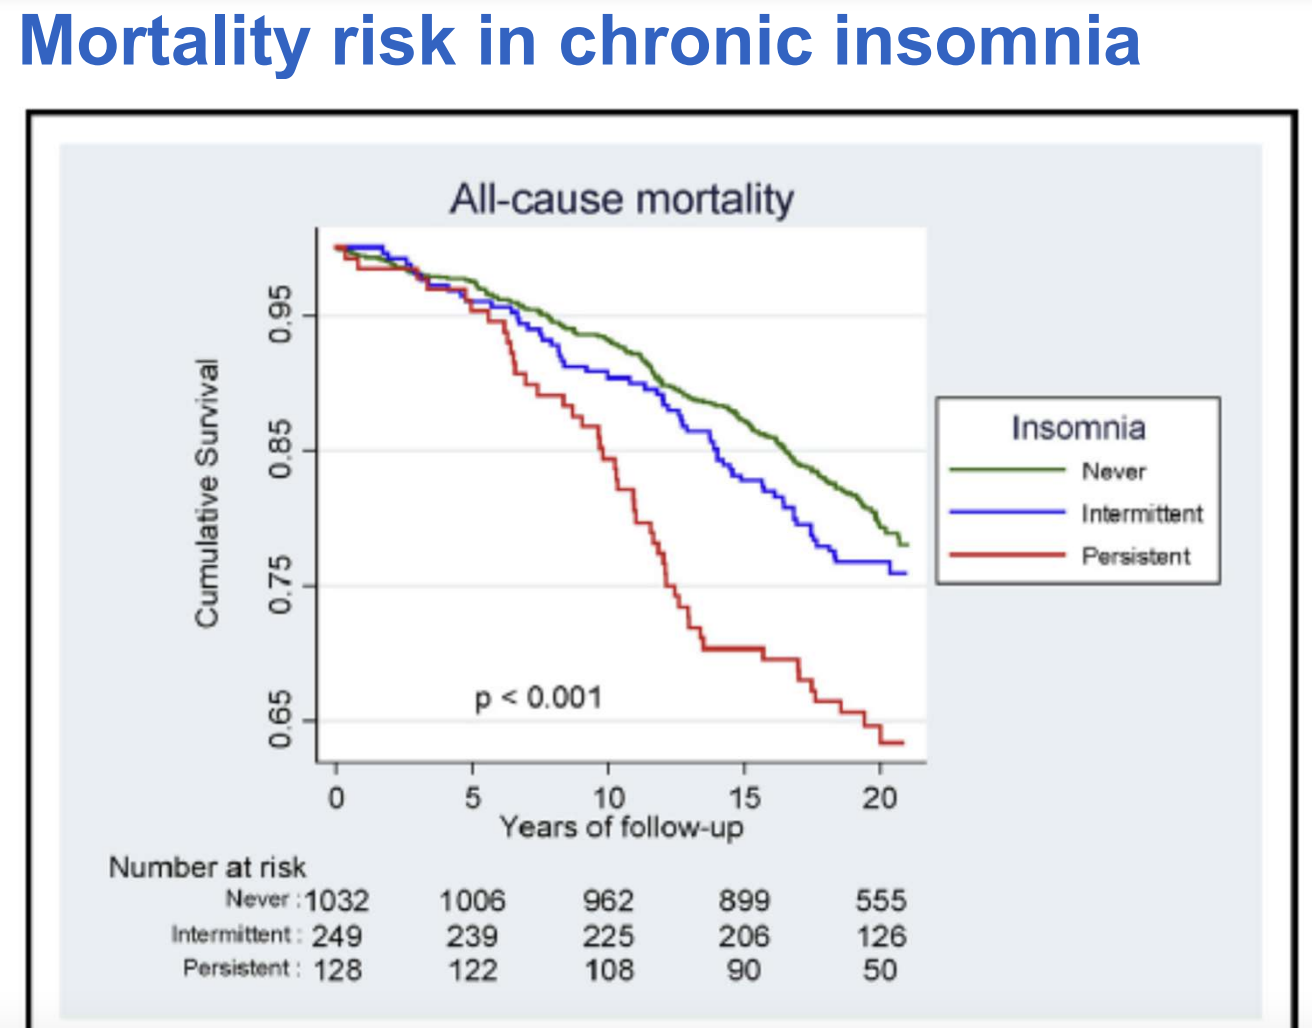 Mortality risk in chronic insomnia
All-cause mortality
Cumulative Survival
0.95
0.85
0.75
0.65
p < 0.001
0 5 10 15 20
Years of follow-up
Insomnia
Never
Intermittent
Persistent
Number at risk
Never : 1032 1006 962 899 555
Intermittent : 249 239 225 206 126
Persistent : 128 122 108 90 50